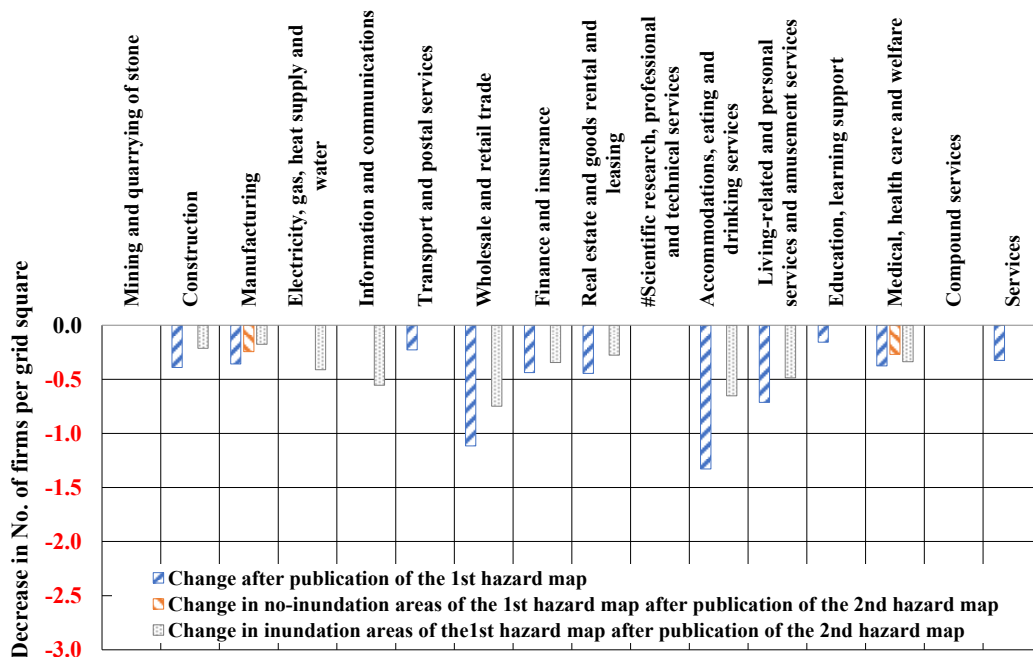 Mining and quarrying of stone
Construction
Manufacturing
Electricity, gas, heat supply and
water
Information and communications
Transport and postal services
Wholesale and retail trade
Finance and insurance
Real estate and goods rental and
leasing
#Scientific research, professional
and technical services
Accommodations, eating and
drinking services
Living-related and personal
services and amusement services
Education, learning support
Medical, health care and welfare
Compound services
Services
Decrease in No. of firms per grid square
0.0
-0.5
-1.0
-1.5
-2.0
-2.5
-3.0
Change after publication of the 1st hazard map
Change in no-inundation areas of the 1st hazard map after publication of the 2nd hazard map
Change in inundation areas of the1st hazard map after publication of the 2nd hazard map